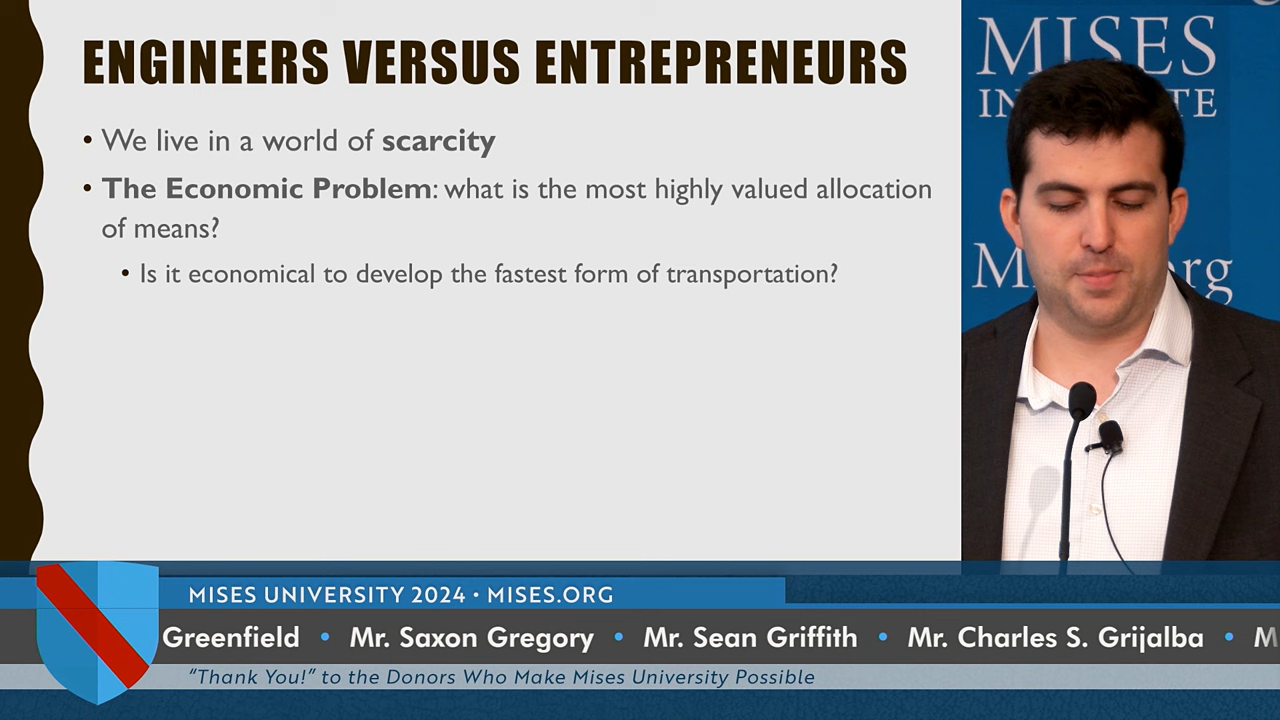 ENGINEERS VERSUS ENTREPRENEURS
• We live in a world of scarcity
• The Economic Problem: what is the most highly valued allocation
of means?
• Is it economical to develop the fastest form of transportation?
MISES
MISES UNIVERSITY 2024 • MISES.ORG
Greenfield • Mr. Saxon Gregory • Mr. Sean Griffith • Mr. Charles S. Grijalba •
“Thank You!” to the Donors Who Make Mises University Possible